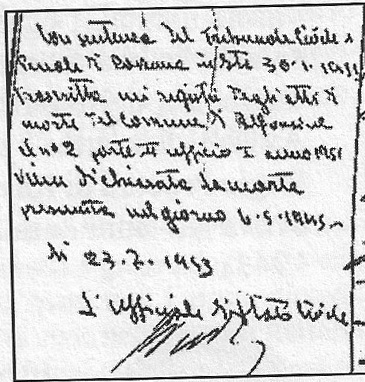 Con sentenza del Tribunale Civile e
Penale di Ravenna in data 30.1.1951
trascritta nei registri degli atti di
morte del Comune di Alfonsine
al n° 2 parte II ufficio I anno 1951
viene dichiarata la morte
presunta nel giorno 6.5.1945.
li 23.7.1953
L'Ufficiale di Stato Civile